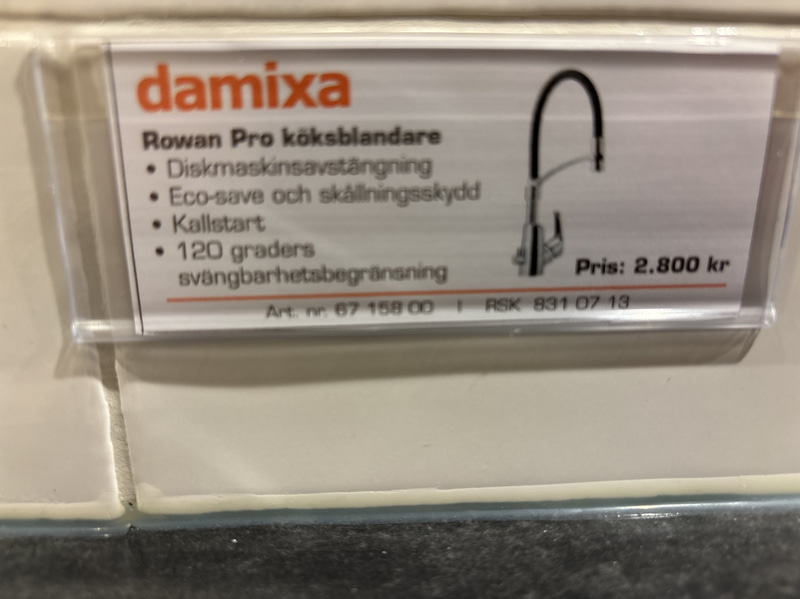 damixa
Rowan Pro köksblandare
• Diskmaskinsavstängning
• Eco-save och skållningsskydd
• Kallstart
• 120 graders
svängbarhetsbegränsning
Pris: 2.800 kr
Art. nr. 67 158 00 | RSK 831 07 13